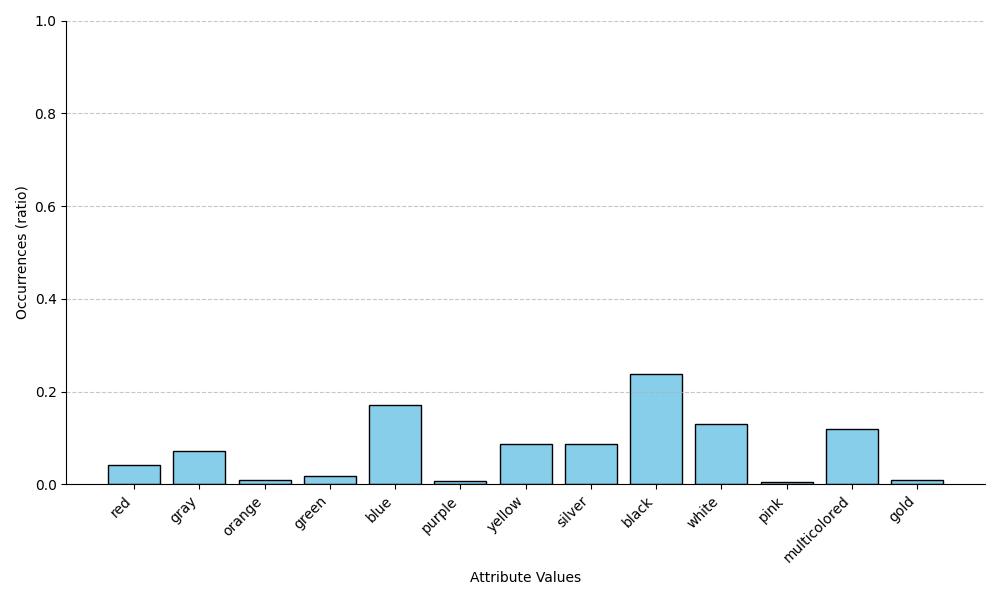 1.0
0.8
0.6
0.4
0.2
0.0
Occurrences (ratio)
red
gray
orange
green
blue
purple
yellow
silver
black
white
pink
multicolored
gold
Attribute Values